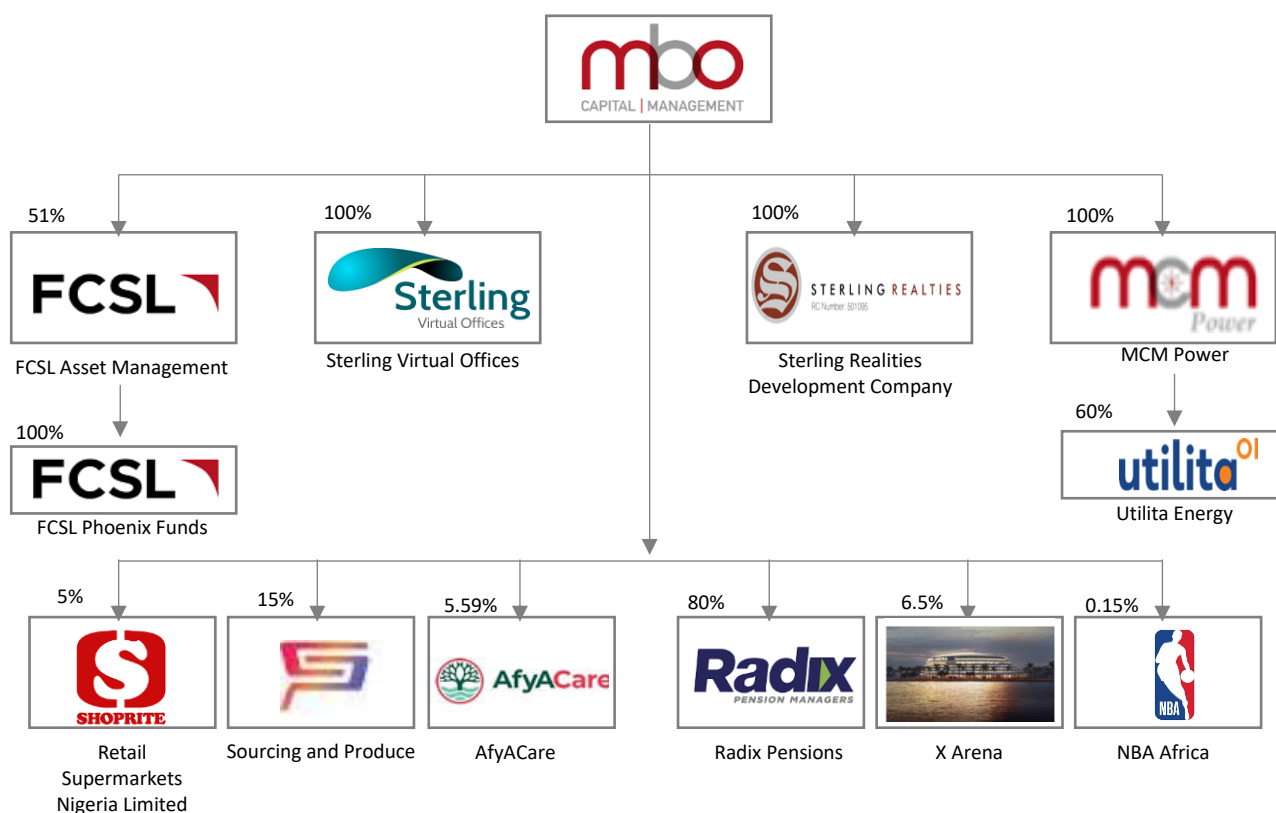 mbo
CAPITAL | MANAGEMENT
51%
100%
100%
100%
FCSL
Sterling
Virtual Offices
S STERLING REALTIES
RC Number: 501096
mcm
Power
FCSL Asset Management
Sterling Virtual Offices
Sterling Realities
Development Company
MCM Power
100%
60%
FCSL
utilita
FCSL Phoenix Funds
Utilita Energy
5%
15%
5.59%
80%
6.5%
0.15%
S
SHOPRITE
SP
AfyACare
Radix
PENSION MANAGERS
NBA
Retail
Supermarkets
Nigeria Limited
Sourcing and Produce
AfyACare
Radix Pensions
X Arena
NBA Africa